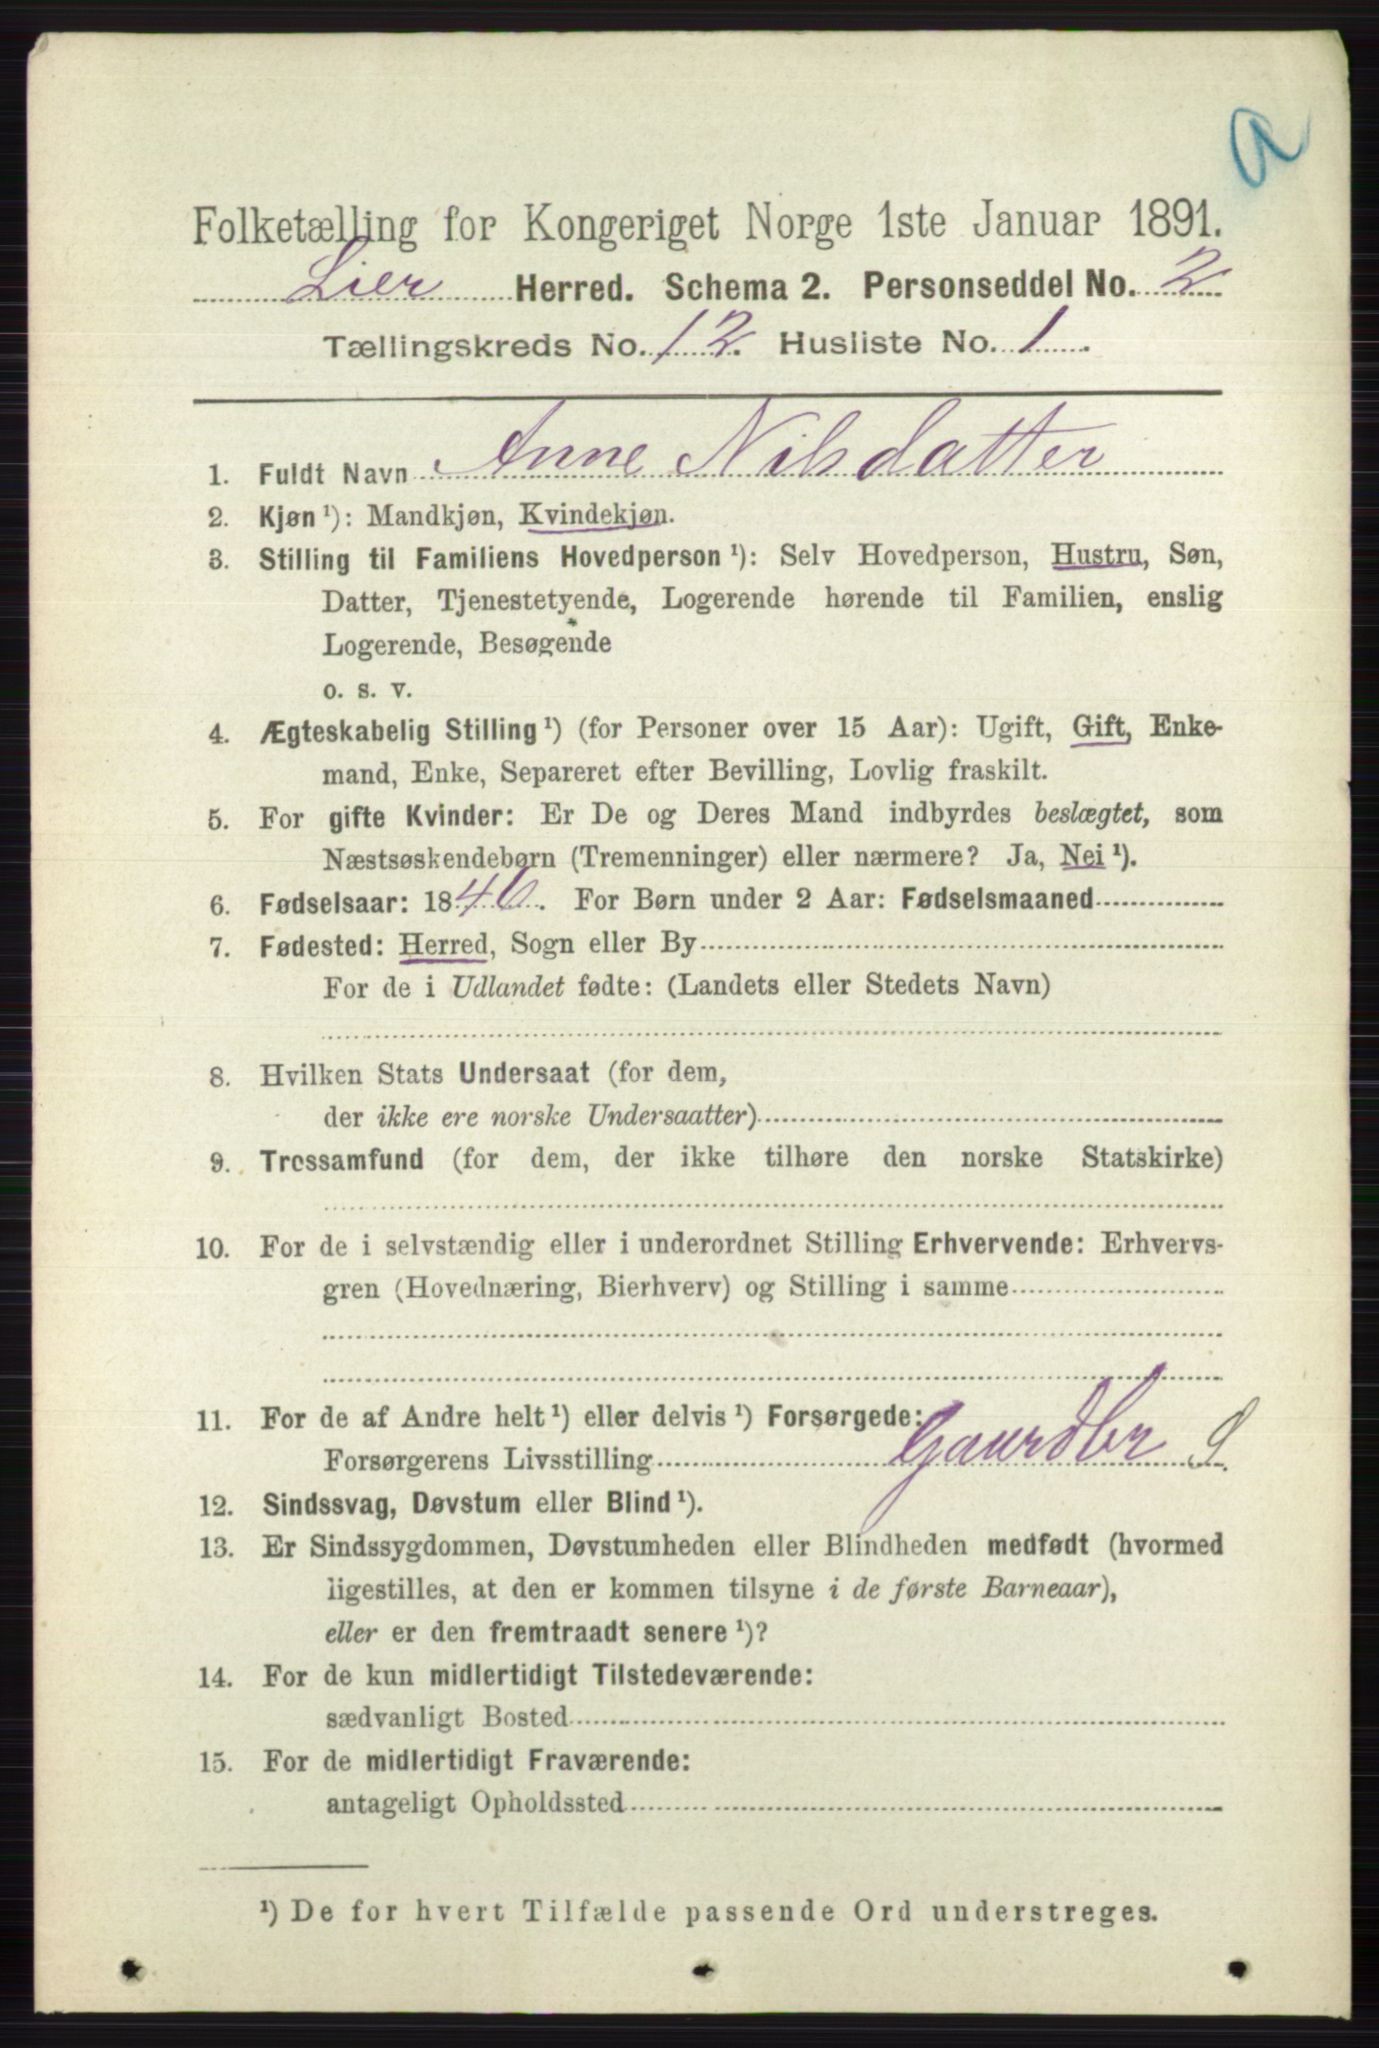 a
Folketælling for Kongeriget Norge 1ste Januar 1891.
Lier Herred. Schema 2. Personseddel No. 2
Tællingskreds No. 12. Husliste No. 1.
1. Fuldt Navn Anne Nilsdatter
2. Kjøn ¹): Mandkjøn, Kvindekjøn.
3. Stilling til Familiens Hovedperson ¹): Selv Hovedperson, Hustru, Søn,
Datter, Tjenestetyende, Logerende hørende til Familien, enslig
Logerende, Besøgende
o. s. v.
4. Ægteskabelig Stilling ¹) (for Personer over 15 Aar): Ugift, Gift, Enke-
mand, Enke, Separeret efter Bevilling, Lovlig fraskilt.
5. For gifte Kvinder: Er De og Deres Mand indbyrdes beslægtet, som
Næstsøskendebørn (Tremenninger) eller nærmere? Ja, Nei ¹).
6. Fødselsaar: 1846. For Børn under 2 Aar: Fødselsmaaned
7. Fødested: Herred, Sogn eller By
For de i Udlandet fødte: (Landets eller Stedets Navn)
8. Hvilken Stats Undersaat (for dem,
der ikke ere norske Undersaatter)
9. Trossamfund (for dem, der ikke tilhøre den norske Statskirke)
10. For de i selvstændig eller i underordnet Stilling Erhvervende: Erhvervs-
gren (Hovednæring, Bierhverv) og Stilling i samme
11. For de af Andre helt ¹) eller delvis ¹) Forsørgede:
Forsørgerens Livsstilling Gaardbr S.
12. Sindssvag, Døvstum eller Blind ¹).
13. Er Sindssygdommen, Døvstumheden eller Blindheden medfødt (hvormed
ligestilles, at den er kommen tilsyne i de første Barneaar),
eller er den fremtraadt senere ¹)?
14. For de kun midlertidigt Tilstedeværende:
sædvanligt Bosted
15. For de midlertidigt Fraværende:
antageligt Opholdssted
¹) De for hvert Tilfælde passende Ord understreges.